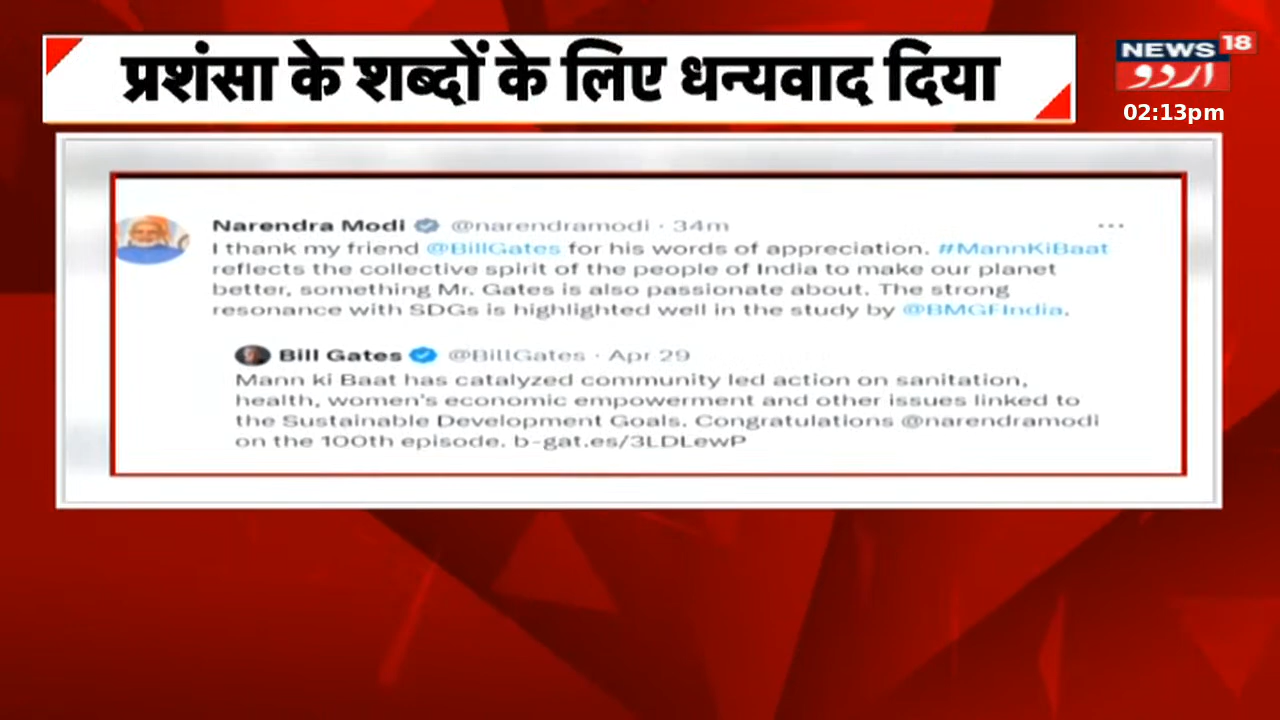 प्रशंसा के शब्दों के लिए धन्यवाद दिया
NEWS 18
اردو
02:13pm
Narendra Modi @narendramodi · 34m
I thank my friend @BillGates for his words of appreciation. #MannKiBaat
reflects the collective spirit of the people of India to make our planet
better, something Mr. Gates is also passionate about. The strong
resonance with SDGs is highlighted well in the study by @BMGFIndia.
Bill Gates @BillGates · Apr 29
Mann ki Baat has catalyzed community led action on sanitation,
health, women's economic empowerment and other issues linked to
the Sustainable Development Goals. Congratulations @narendramodi
on the 100th episode. b-gat.es/3LDLewP